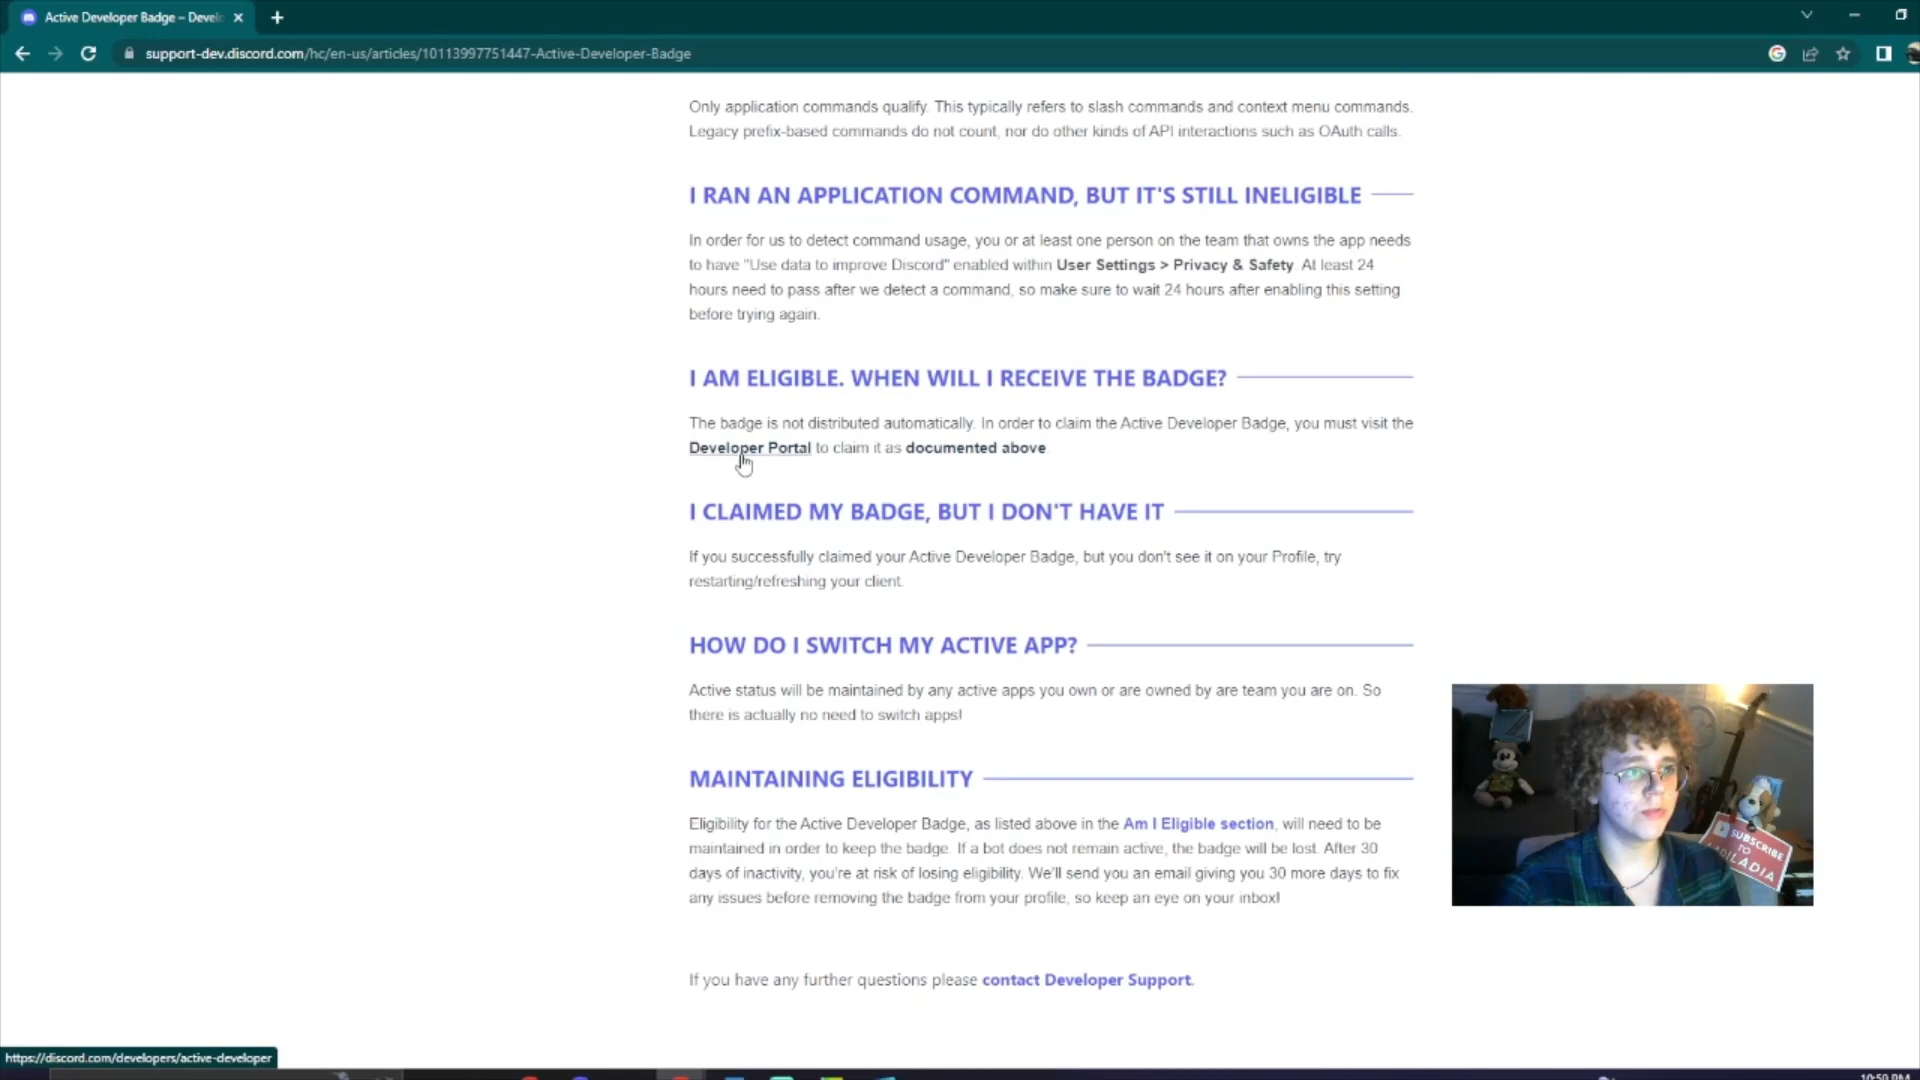 Active Developer Badge – Devel
support-dev.discord.com/hc/en-us/articles/10113997751447-Active-Developer-Badge
Only application commands qualify. This typically refers to slash commands and context menu commands.
Legacy prefix-based commands do not count, nor do other kinds of API interactions such as OAuth calls.
I RAN AN APPLICATION COMMAND, BUT IT'S STILL INELIGIBLE
In order for us to detect command usage, you or at least one person on the team that owns the app needs
to have "Use data to improve Discord" enabled within User Settings > Privacy & Safety. At least 24
hours need to pass after we detect a command, so make sure to wait 24 hours after enabling this setting
before trying again.
I AM ELIGIBLE. WHEN WILL I RECEIVE THE BADGE?
The badge is not distributed automatically. In order to claim the Active Developer Badge, you must visit the
Developer Portal to claim it as documented above.
I CLAIMED MY BADGE, BUT I DON'T HAVE IT
If you successfully claimed your Active Developer Badge, but you don't see it on your Profile, try
restarting/refreshing your client.
HOW DO I SWITCH MY ACTIVE APP?
Active status will be maintained by any active apps you own or are owned by are team you are on. So
there is actually no need to switch apps!
MAINTAINING ELIGIBILITY
Eligibility for the Active Developer Badge, as listed above in the Am I Eligible section, will need to be
maintained in order to keep the badge. If a bot does not remain active, the badge will be lost. After 30
days of inactivity, you're at risk of losing eligibility. We'll send you an email giving you 30 more days to fix
any issues before removing the badge from your profile, so keep an eye on your inbox!
SUBSCRIBE
TO
If you have any further questions please contact Developer Support.
https://discord.com/developers/active-developer
10:59 PM